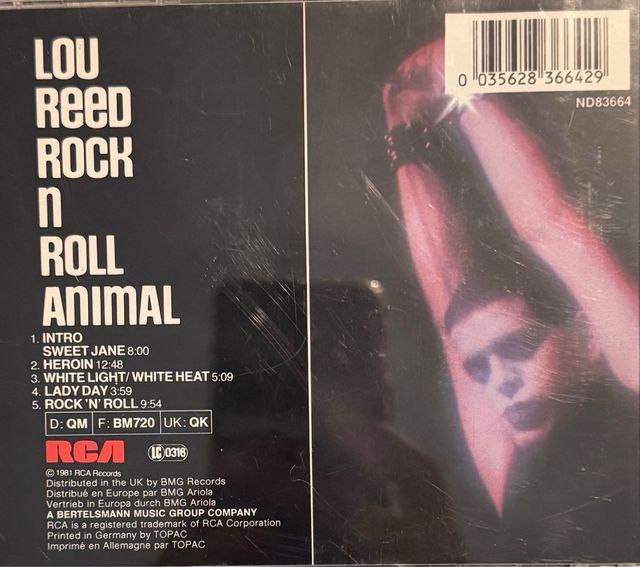 LOU
REED
ROCK
N
ROLL
ANIMAL
1. INTRO
SWEET JANE 8:00
2. HEROIN 12:48
3. WHITE LIGHT/WHITE HEAT 5:09
4. LADY DAY 3:59
5. ROCK 'N' ROLL 9:54
D: QM F: BM720 UK: QK
RCA LC 0316
© 1981 RCA Records
Distributed in the UK by BMG Records
Distribué en Europe par BMG Ariola
Vertrieb in Europa durch BMG Ariola
A BERTELSMANN MUSIC GROUP COMPANY
RCA is a registered trademark of RCA Corporation
Printed in Germany by TOPAC
Imprimé en Allemagne par TOPAC
0 035628 366429
ND83664